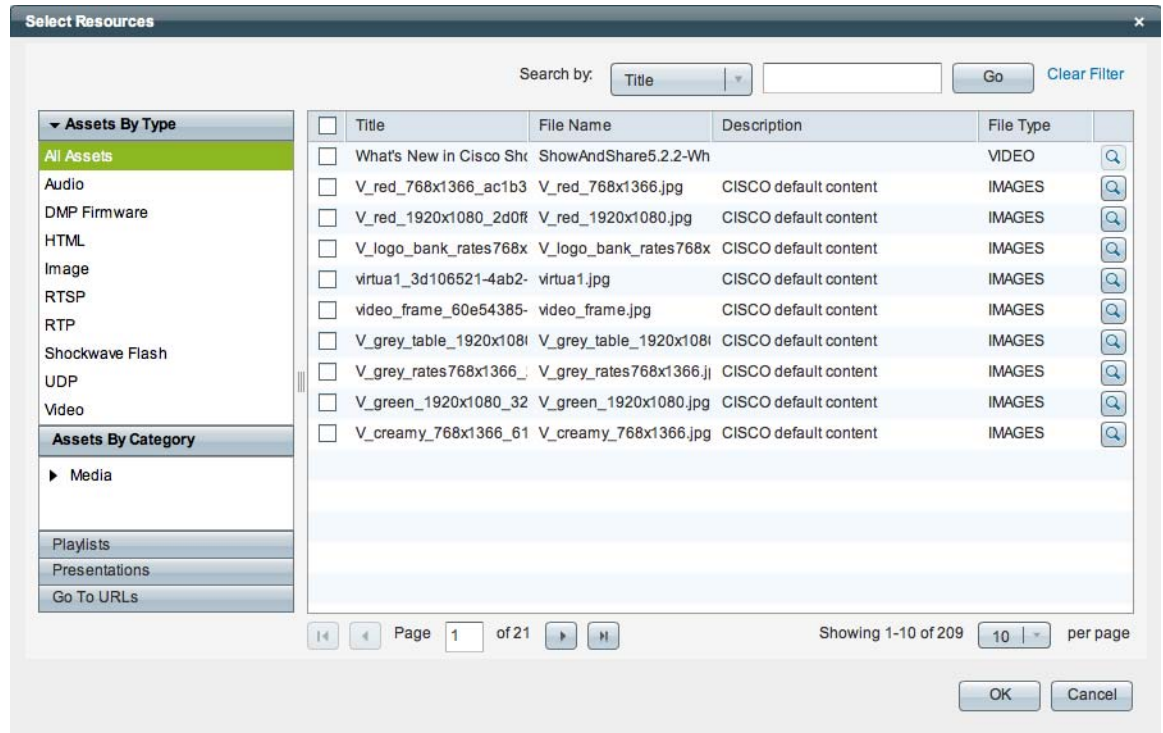 Select Resources
Search by: Title Go Clear Filter
Assets By Type
All Assets
Audio
DMP Firmware
HTML
Image
RTSP
RTP
Shockwave Flash
UDP
Video
Assets By Category
Media
Playlists
Presentations
Go To URLs
Title File Name Description File Type
What's New in Cisco Sho ShowAndShare5.2.2-Wh VIDEO
V_red_768x1366_ac1b3 V_red_768x1366.jpg CISCO default content IMAGES
V_red_1920x1080_2d0f8 V_red_1920x1080.jpg CISCO default content IMAGES
V_logo_bank_rates768x V_logo_bank_rates768x CISCO default content IMAGES
virtua1_3d106521-4ab2- virtua1.jpg CISCO default content IMAGES
video_frame_60e54385- video_frame.jpg CISCO default content IMAGES
V_grey_table_1920x108 V_grey_table_1920x108 CISCO default content IMAGES
V_grey_rates768x1366_ V_grey_rates768x1366.j CISCO default content IMAGES
V_green_1920x1080_32 V_green_1920x1080.jpg CISCO default content IMAGES
V_creamy_768x1366_61 V_creamy_768x1366.jpg CISCO default content IMAGES
Page 1 of 21 Showing 1-10 of 209 10 per page
OK Cancel